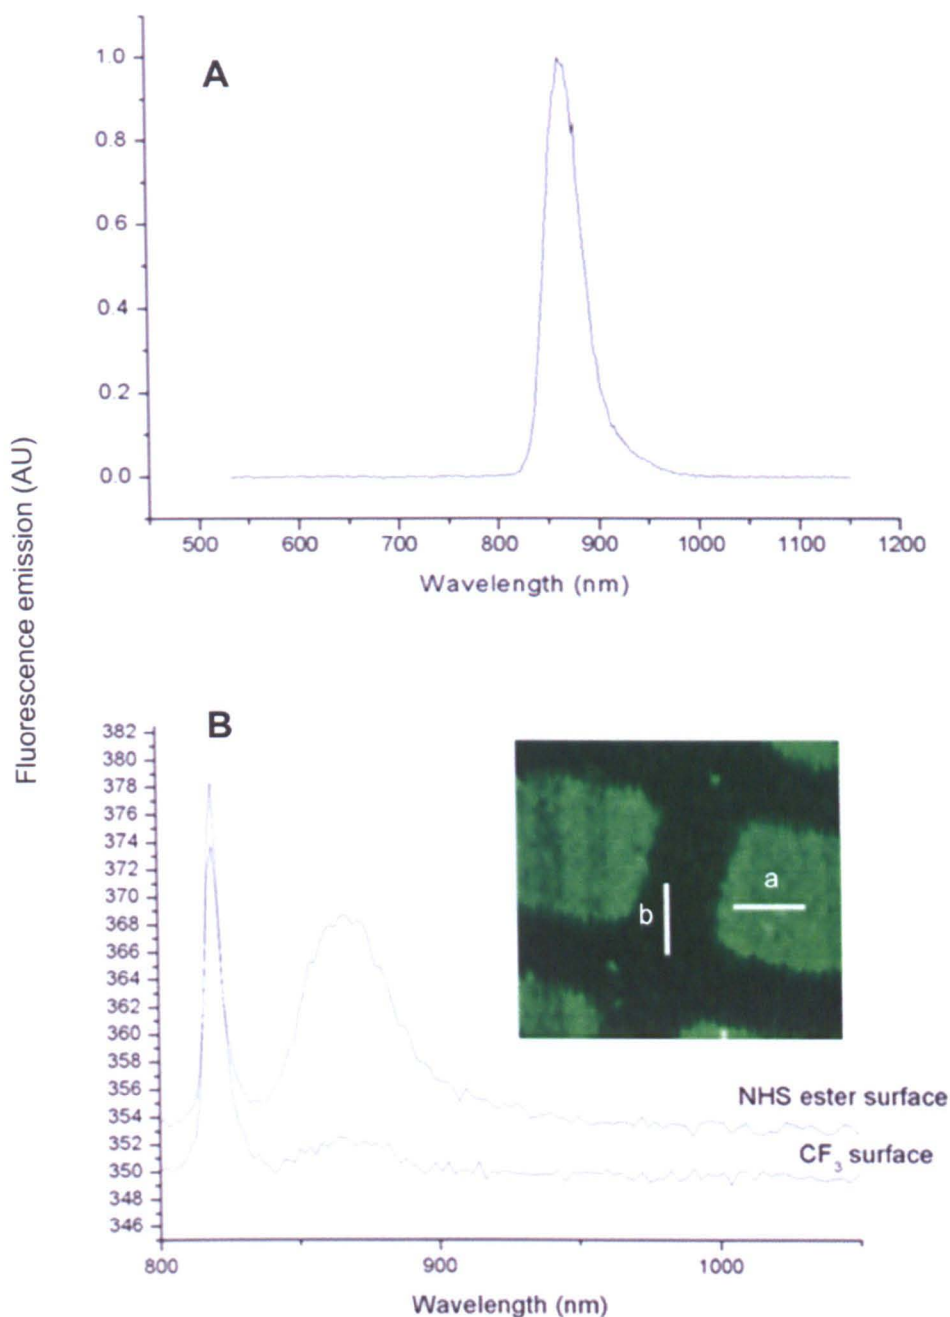 Fluorescence emission (AU)
A
1.0
0.8
0.6
0.4
0.2
0.0
500 600 700 800 900 1000 1100 1200
Wavelength (nm)
B
382
380
378
376
374
372
370
368
366
364
362
360
358
356
354
352
350
348
346
a
b
NHS ester surface
CF₃ surface
800 900 1000
Wavelength (nm)